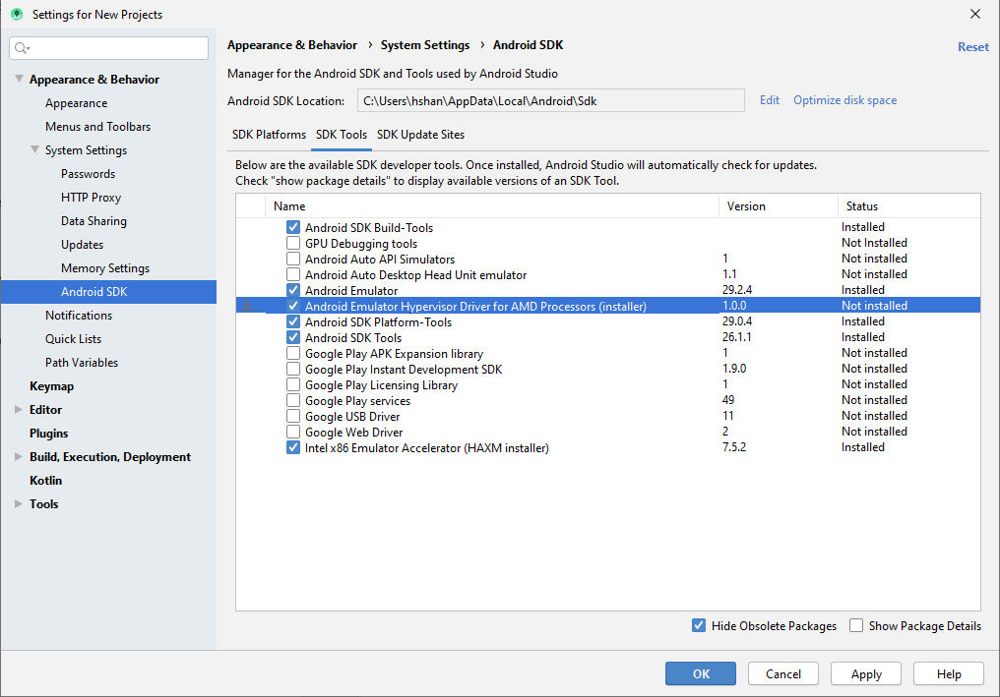 Settings for New Projects
Appearance & Behavior
Appearance
Menus and Toolbars
System Settings
Passwords
HTTP Proxy
Data Sharing
Updates
Memory Settings
Android SDK
Notifications
Quick Lists
Path Variables
Keymap
Editor
Plugins
Build, Execution, Deployment
Kotlin
Tools
Appearance & Behavior › System Settings › Android SDK
Reset
Manager for the Android SDK and Tools used by Android Studio
Android SDK Location: C:\Users\hshan\AppData\Local\Android\Sdk Edit Optimize disk space
SDK Platforms SDK Tools SDK Update Sites
Below are the available SDK developer tools. Once installed, Android Studio will automatically check for updates.
Check "show package details" to display available versions of an SDK Tool.
Name Version Status
Android SDK Build-Tools Installed
GPU Debugging tools Not Installed
Android Auto API Simulators 1 Not installed
Android Auto Desktop Head Unit emulator 1.1 Not installed
Android Emulator 29.2.4 Installed
Android Emulator Hypervisor Driver for AMD Processors (installer) 1.0.0 Not installed
Android SDK Platform-Tools 29.0.4 Installed
Android SDK Tools 26.1.1 Installed
Google Play APK Expansion library 1 Not installed
Google Play Instant Development SDK 1.9.0 Not installed
Google Play Licensing Library 1 Not installed
Google Play services 49 Not installed
Google USB Driver 11 Not installed
Google Web Driver 2 Not installed
Intel x86 Emulator Accelerator (HAXM installer) 7.5.2 Installed
Hide Obsolete Packages Show Package Details
OK Cancel Apply Help